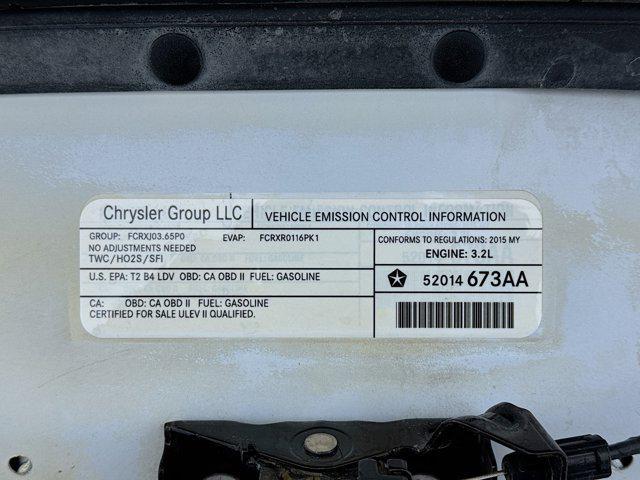 Chrysler Group LLC VEHICLE EMISSION CONTROL INFORMATION
GROUP: FCRXJ03.65P0 EVAP: FCRXR0116PK1
NO ADJUSTMENTS NEEDED
TWC/HO2S/SFI
CONFORMS TO REGULATIONS: 2015 MY
ENGINE: 3.2L
U.S. EPA: T2 B4 LDV OBD: CA OBD II FUEL: GASOLINE
52014 673AA
CA: OBD: CA OBD II FUEL: GASOLINE
CERTIFIED FOR SALE ULEV II QUALIFIED.